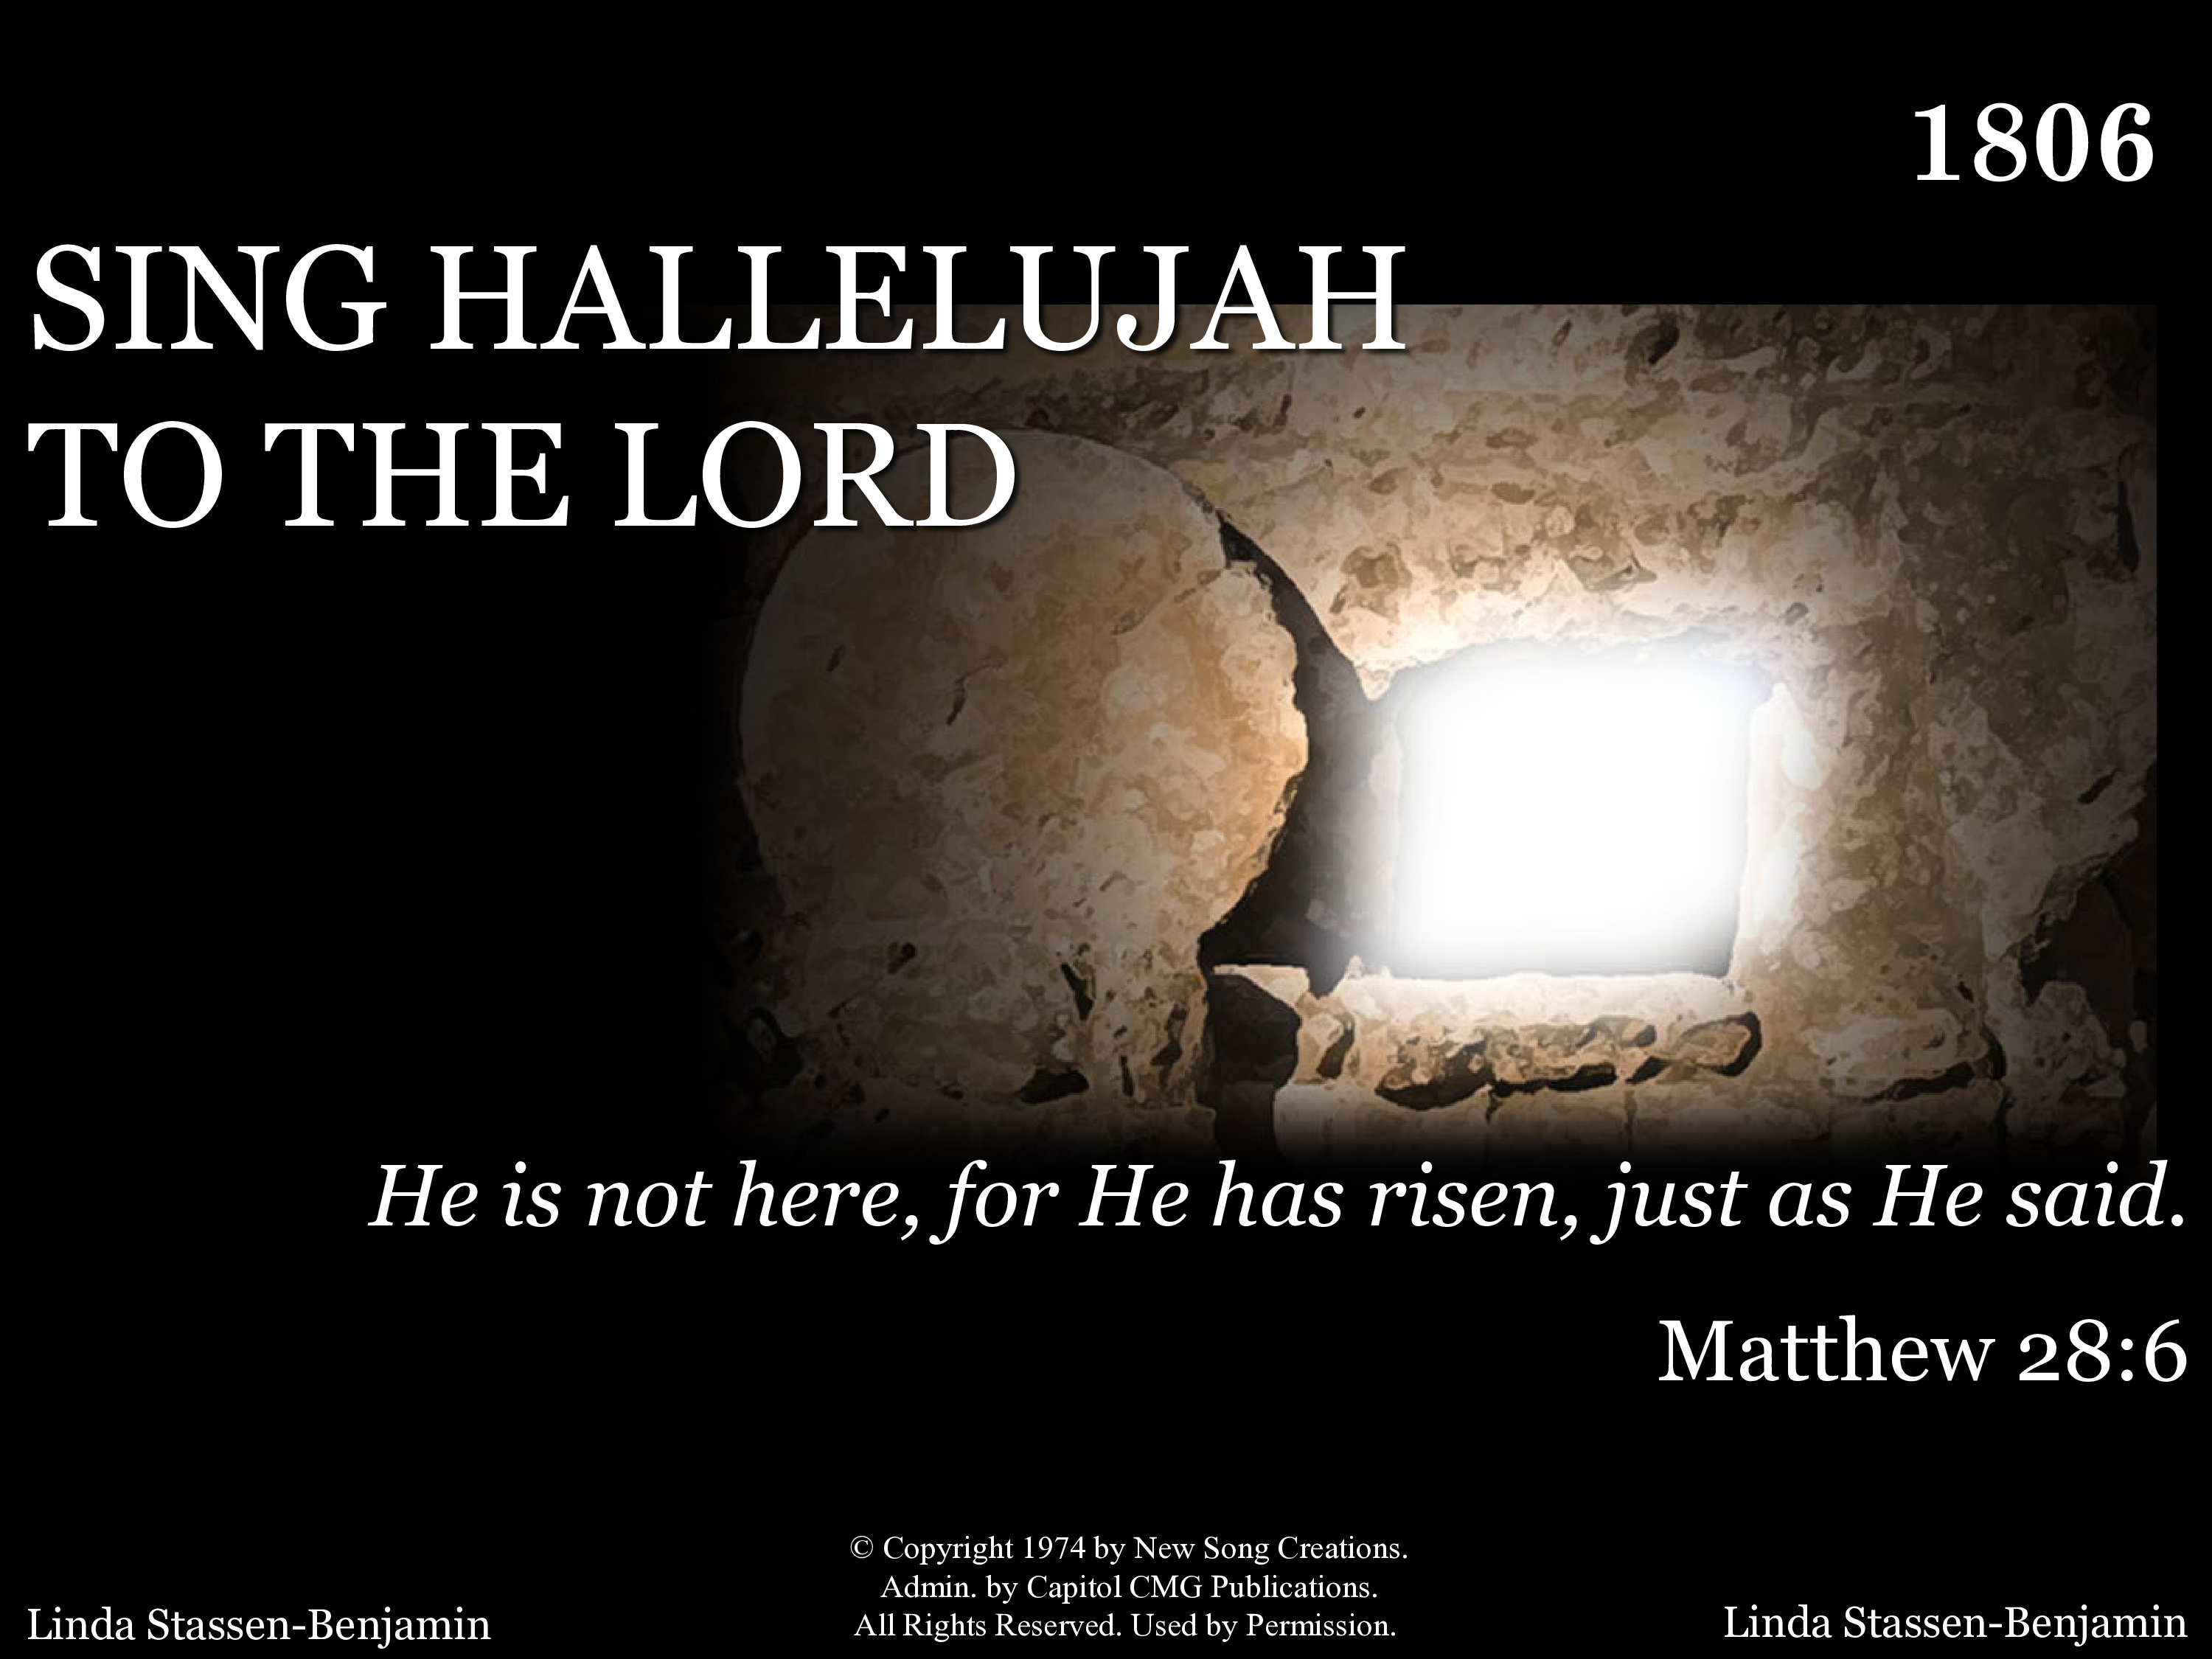 1806
SING HALLELUJAH
TO THE LORD
He is not here, for He has risen, just as He said.
Matthew 28:6
© Copyright 1974 by New Song Creations.
Admin. by Capitol CMG Publications.
All Rights Reserved. Used by Permission.
Linda Stassen-Benjamin
Linda Stassen-Benjamin